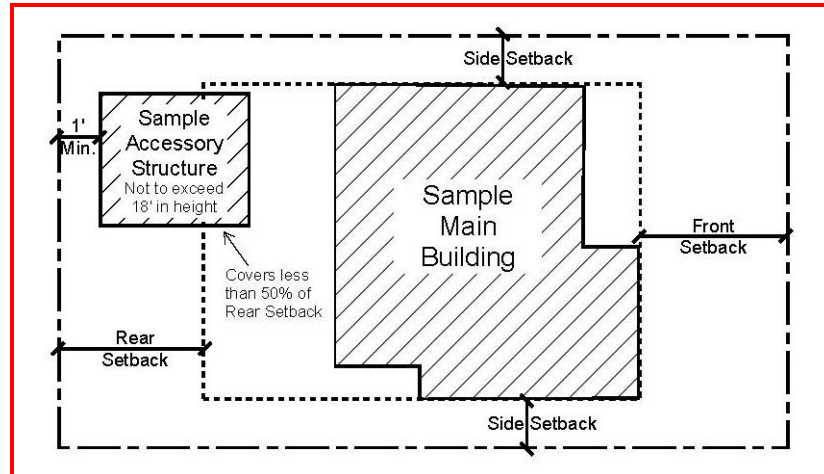 Side Setback
1'
Min.
Sample
Accessory
Structure
Not to exceed
18' in height
Sample
Main
Building
Front
Setback
Covers less
than 50% of
Rear Setback
Rear
Setback
Side Setback